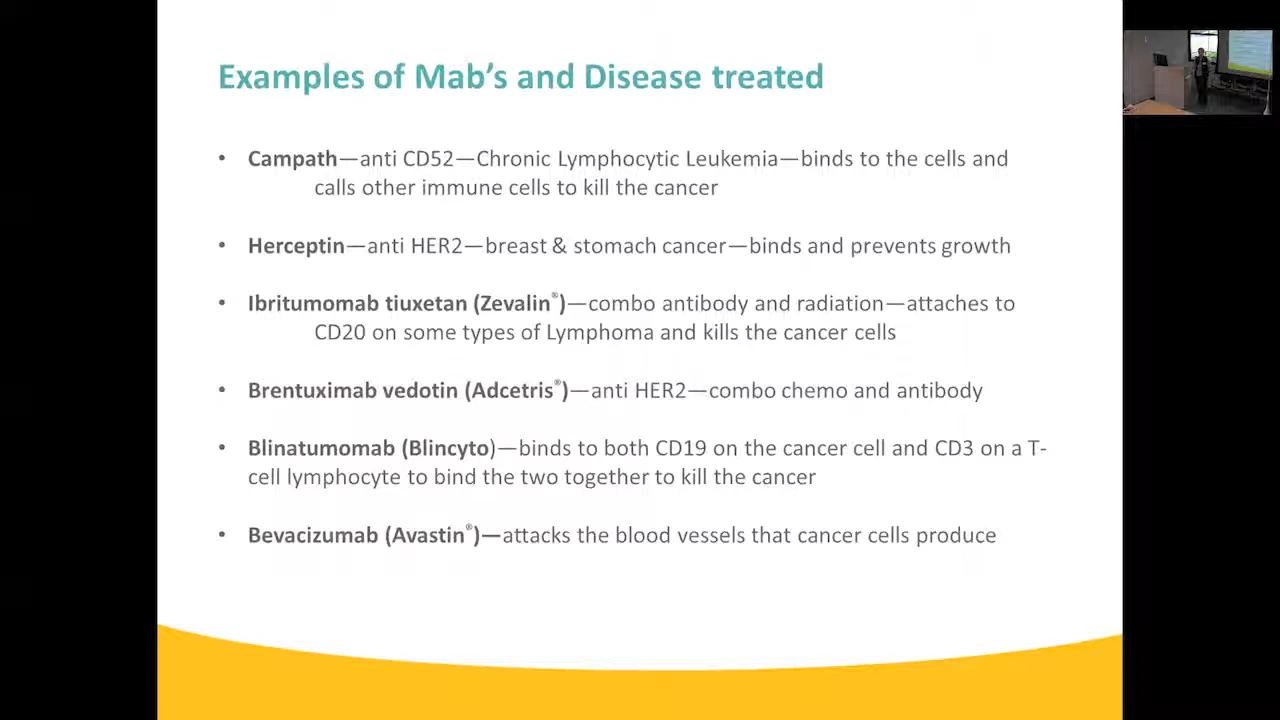 Examples of Mab's and Disease treated
• Campath—anti CD52—Chronic Lymphocytic Leukemia—binds to the cells and
calls other immune cells to kill the cancer
• Herceptin—anti HER2—breast & stomach cancer—binds and prevents growth
• Ibritumomab tiuxetan (Zevalin®)—combo antibody and radiation—attaches to
CD20 on some types of Lymphoma and kills the cancer cells
• Brentuximab vedotin (Adcetris®)—anti HER2—combo chemo and antibody
• Blinatumomab (Blincyto)—binds to both CD19 on the cancer cell and CD3 on a T-
cell lymphocyte to bind the two together to kill the cancer
• Bevacizumab (Avastin®)—attacks the blood vessels that cancer cells produce